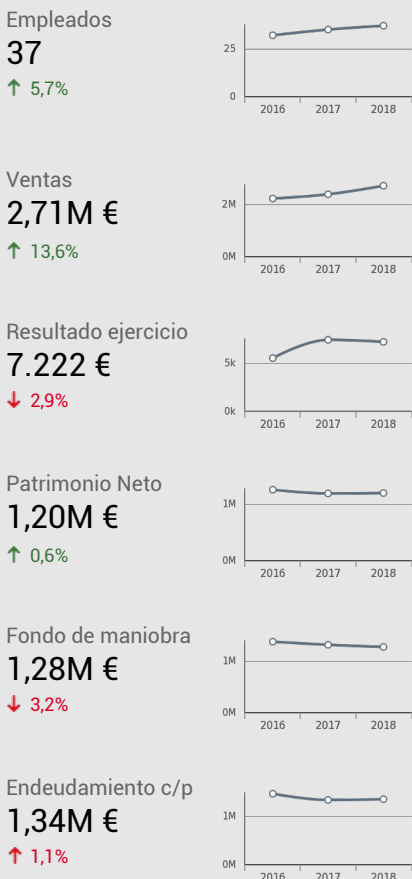 Empleados
37
↑ 5,7%
25
0
2016 2017 2018
Ventas
2,71M €
↑ 13,6%
2M
0M
2016 2017 2018
Resultado ejercicio
7.222 €
↓ 2,9%
5k
0k
2016 2017 2018
Patrimonio Neto
1,20M €
↑ 0,6%
1M
0M
2016 2017 2018
Fondo de maniobra
1,28M €
↓ 3,2%
1M
0M
2016 2017 2018
Endeudamiento c/p
1,34M €
↑ 1,1%
1M
0M
2016 2017 2018